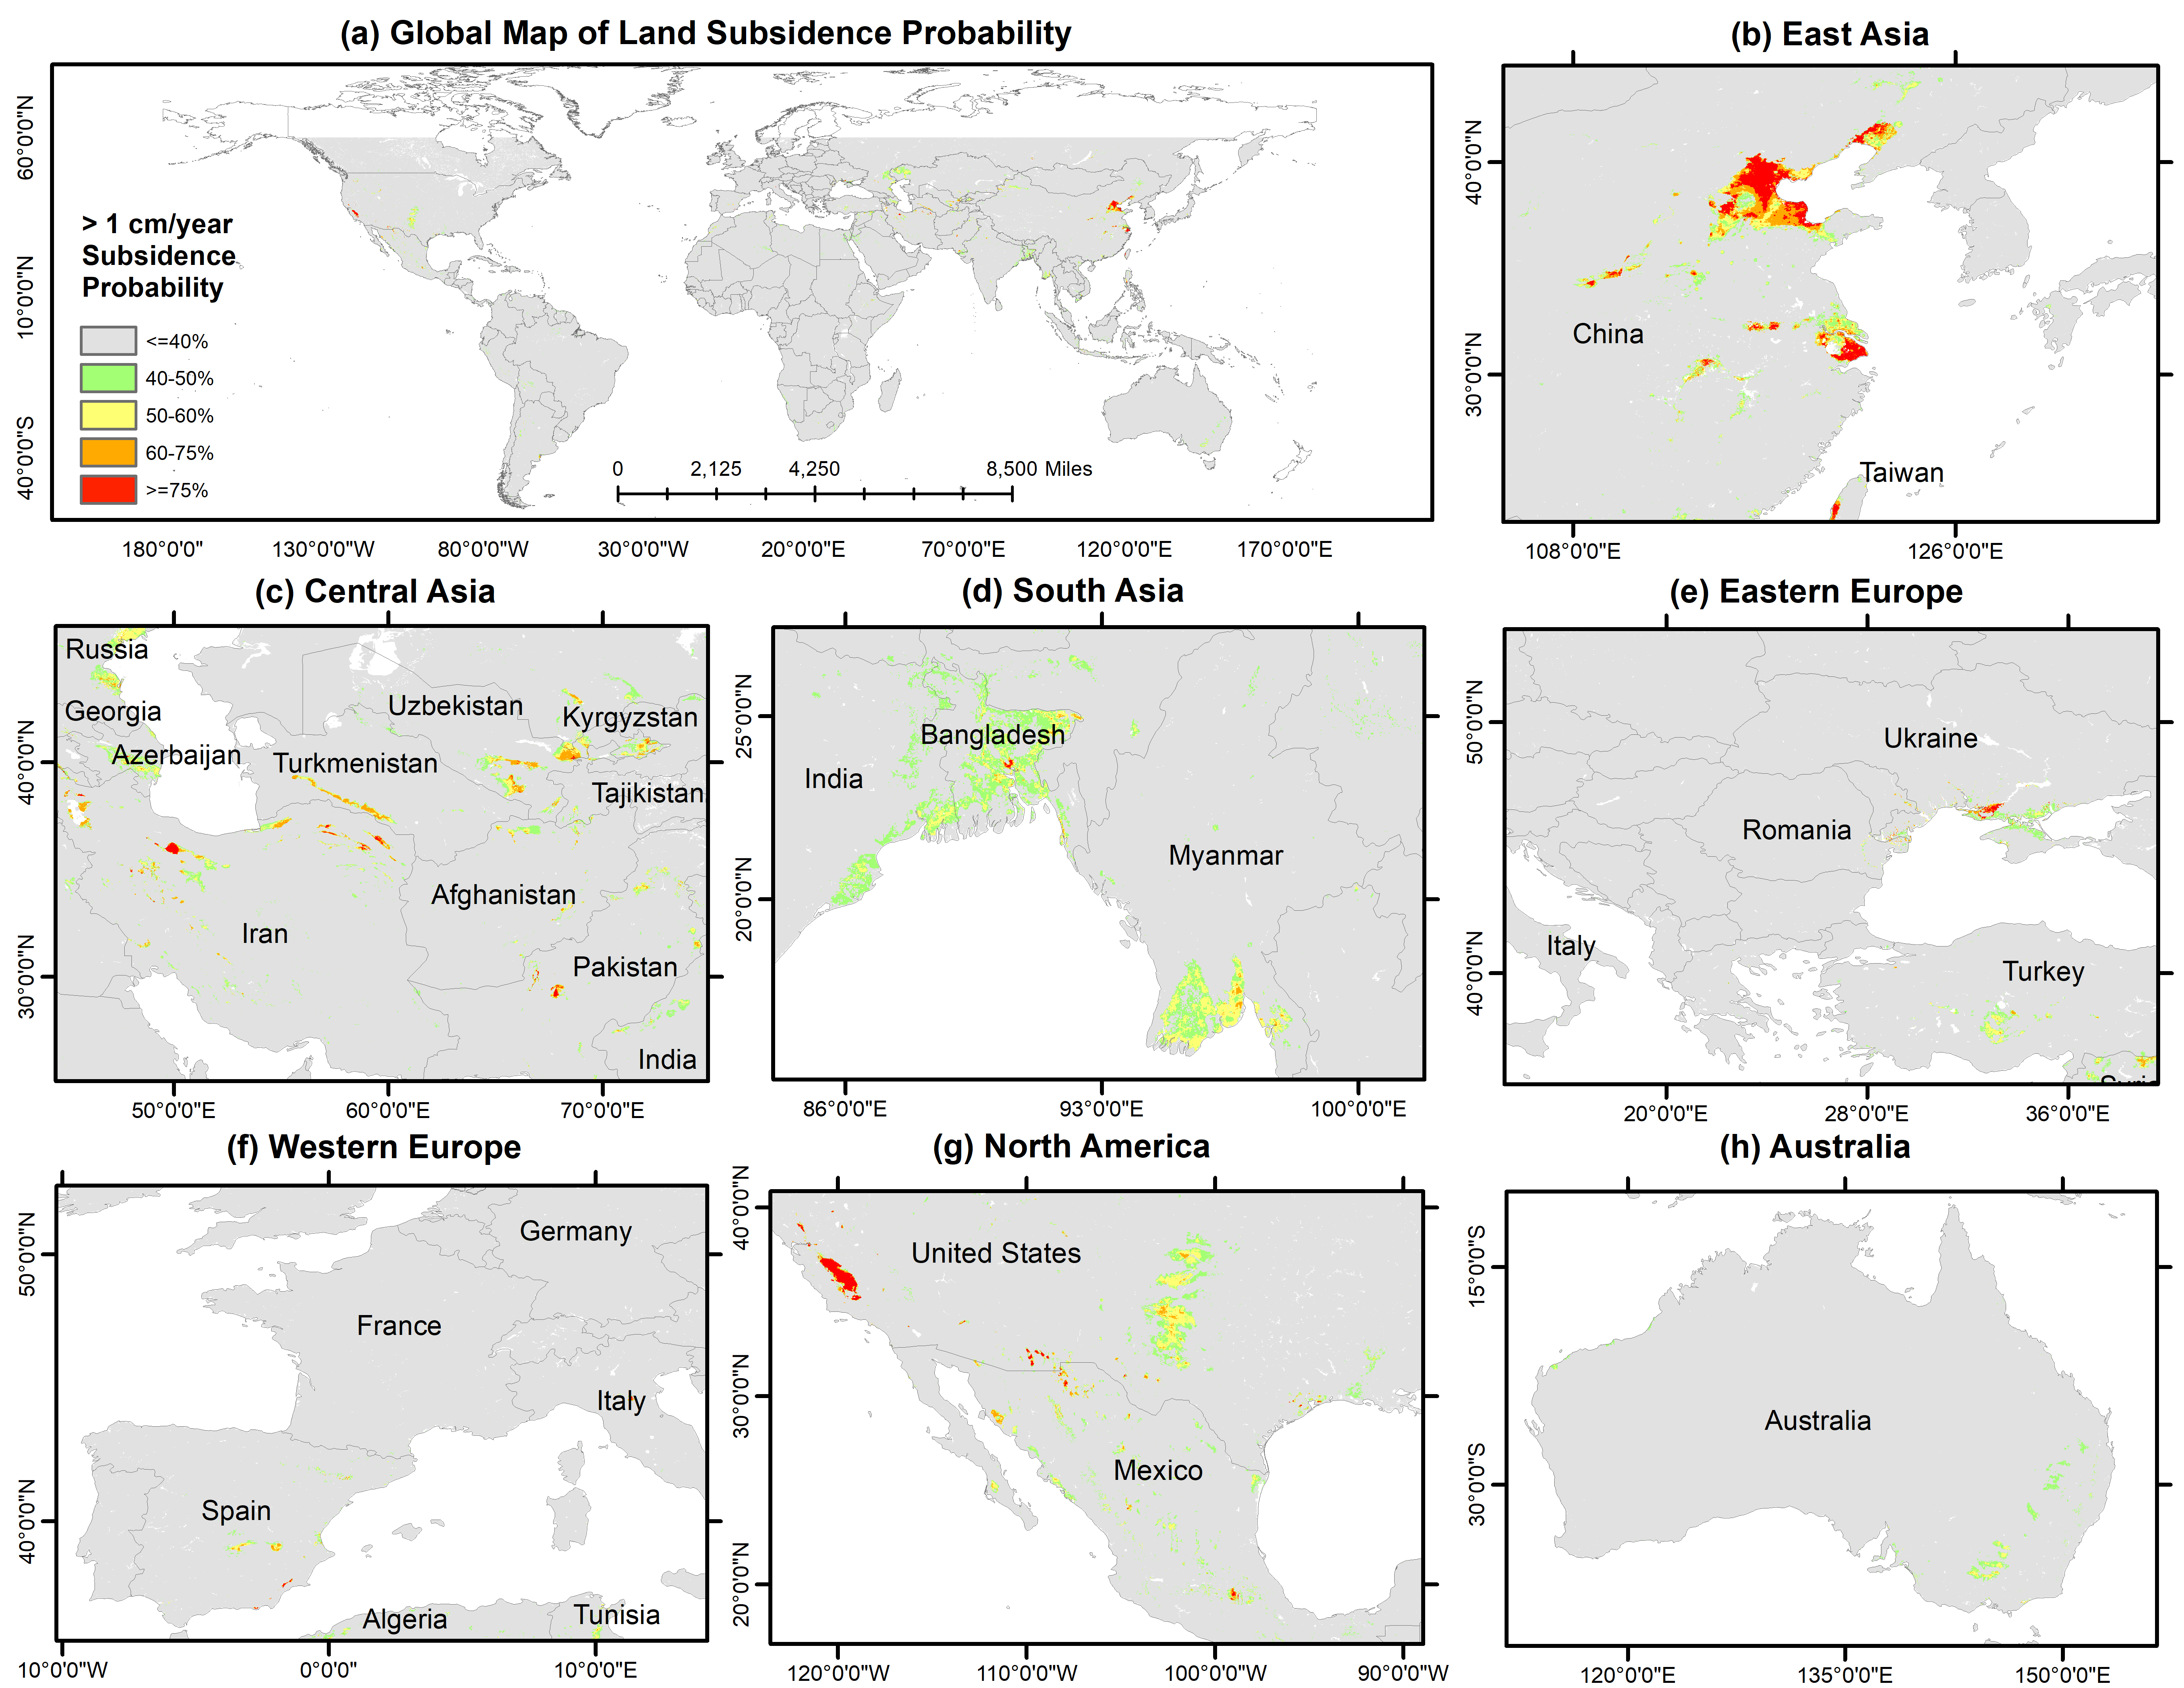 (a) Global Map of Land Subsidence Probability
60°0'0"N
10°0'0"N
40°0'0"S
> 1 cm/year
Subsidence
Probability
<=40%
40-50%
50-60%
60-75%
>=75%
0 2,125 4,250 8,500 Miles
180°0'0" 130°0'0"W 80°0'0"W 30°0'0"W 20°0'0"E 70°0'0"E 120°0'0"E 170°0'0"E
(b) East Asia
40°0'0"N
30°0'0"N
China
Taiwan
108°0'0"E 126°0'0"E
(c) Central Asia
40°0'0"N
30°0'0"N
Russia
Georgia
Azerbaijan
Uzbekistan
Kyrgyzstan
Turkmenistan
Tajikistan
Afghanistan
Iran
Pakistan
India
50°0'0"E 60°0'0"E 70°0'0"E
(d) South Asia
25°0'0"N
20°0'0"N
Bangladesh
India
Myanmar
86°0'0"E 93°0'0"E 100°0'0"E
(e) Eastern Europe
50°0'0"N
40°0'0"N
Ukraine
Romania
Italy
Turkey
20°0'0"E 28°0'0"E 36°0'0"E
(f) Western Europe
50°0'0"N
40°0'0"N
Germany
France
Italy
Spain
Algeria
Tunisia
10°0'0"W 0°0'0" 10°0'0"E
(g) North America
40°0'0"N
30°0'0"N
20°0'0"N
United States
Mexico
120°0'0"W 110°0'0"W 100°0'0"W 90°0'0"W
(h) Australia
15°0'0"S
30°0'0"S
Australia
120°0'0"E 135°0'0"E 150°0'0"E